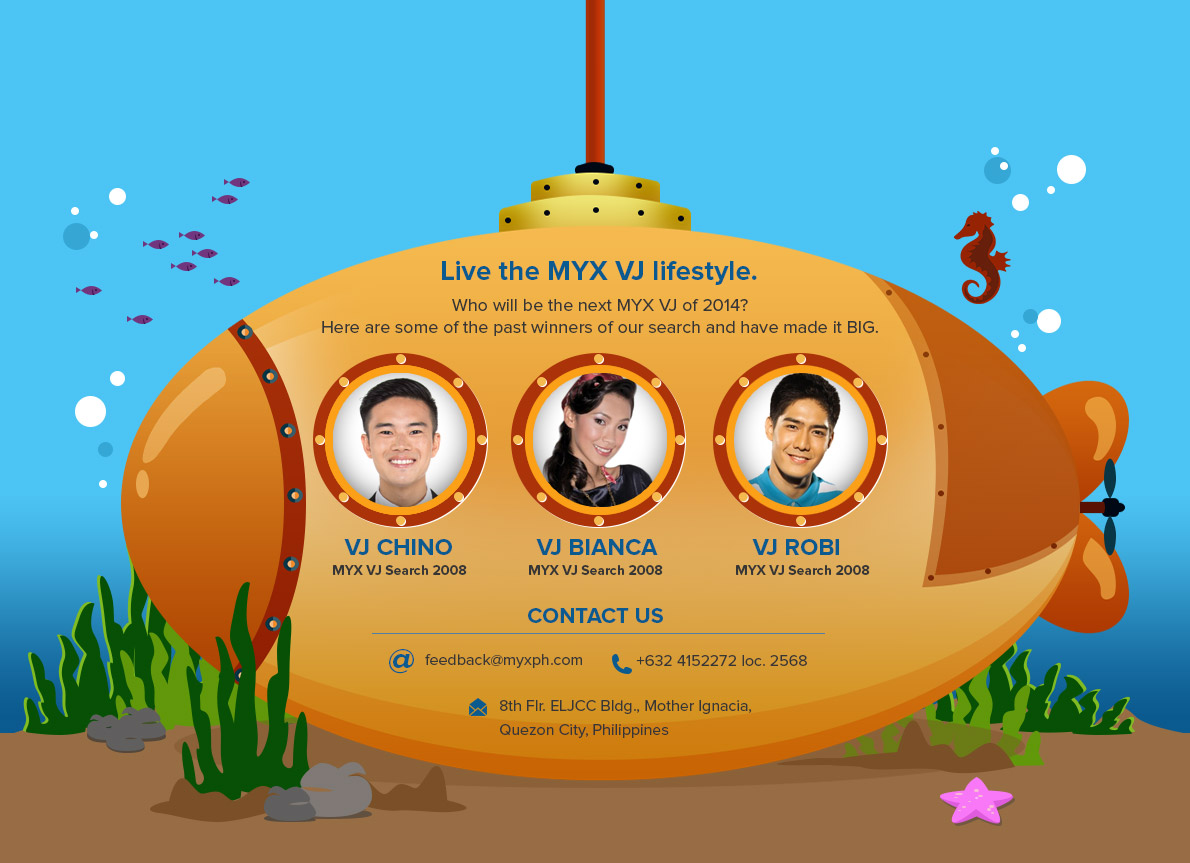 Live the MYX VJ lifestyle.
Who will be the next MYX VJ of 2014?
Here are some of the past winners of our search and have made it BIG.
VJ CHINO
MYX VJ Search 2008
VJ BIANCA
MYX VJ Search 2008
VJ ROBI
MYX VJ Search 2008
CONTACT US
@ feedback@myxph.com
+632 4152272 loc. 2568
8th Flr. ELJCC Bldg., Mother Ignacia,
Quezon City, Philippines